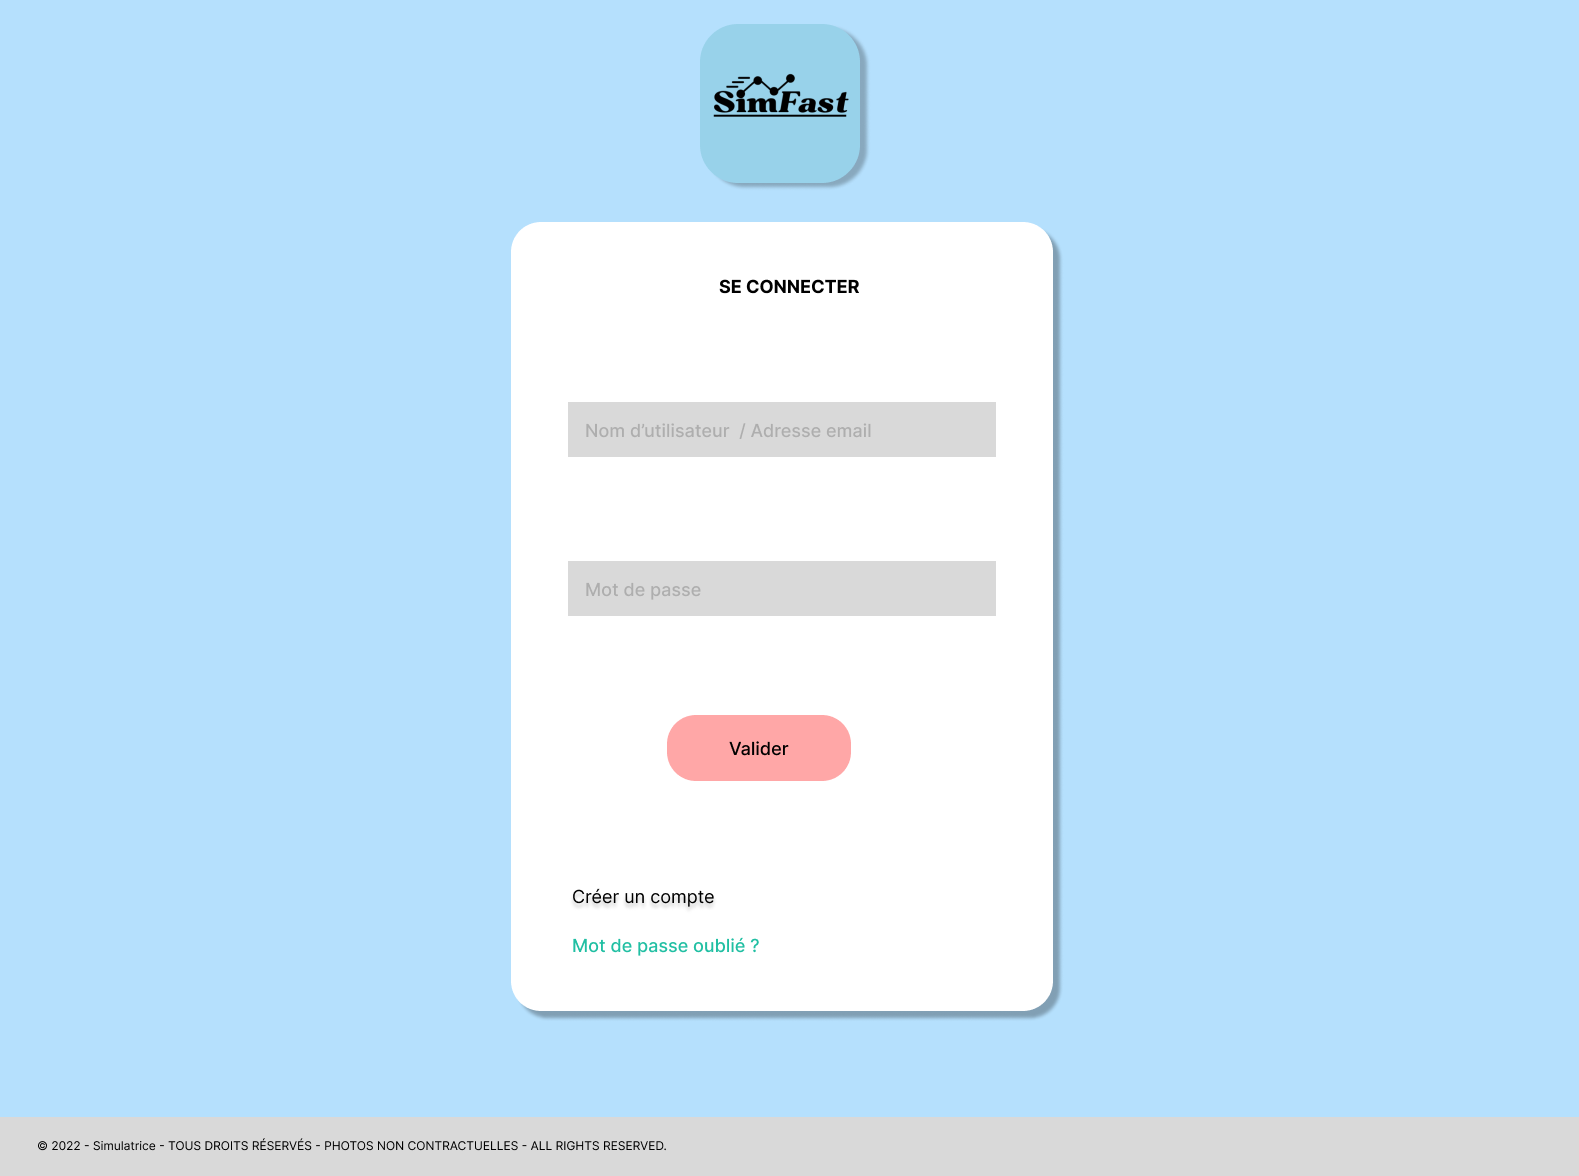 SimFast
SE CONNECTER
Nom d’utilisateur / Adresse email
Mot de passe
Valider
Créer un compte
Mot de passe oublié ?
© 2022 - Simulatrice - TOUS DROITS RÉSERVÉS - PHOTOS NON CONTRACTUELLES - ALL RIGHTS RESERVED.